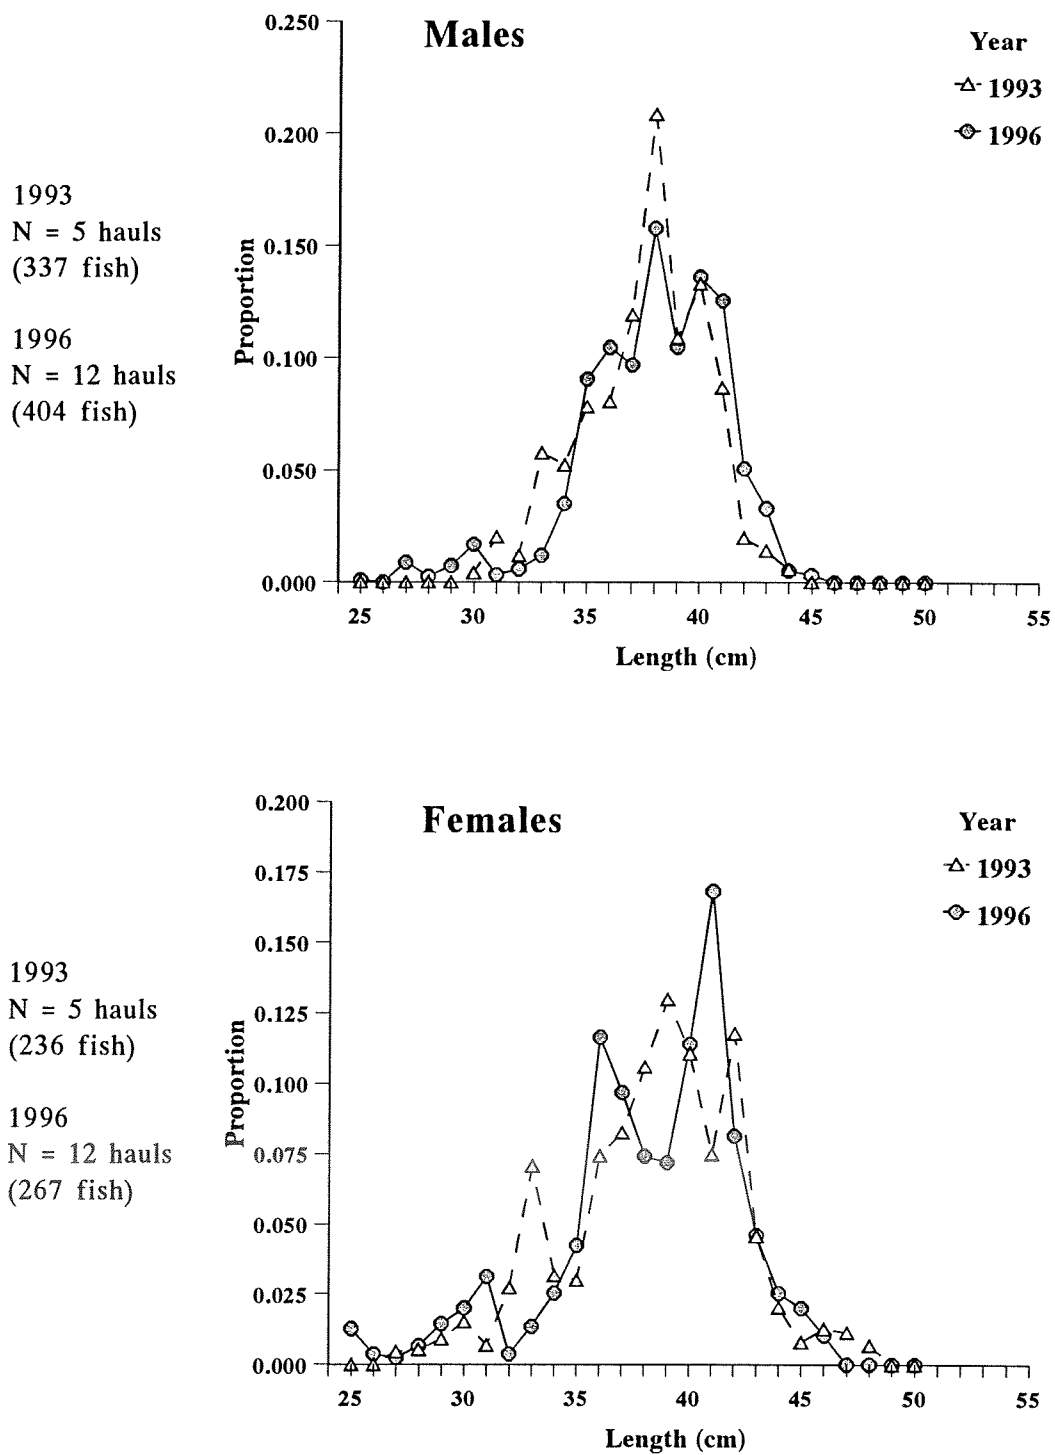 Males
Year
1993
1996
0.250
0.200
0.150
0.100
0.050
0.000
Proportion
1993
N = 5 hauls
(337 fish)
1996
N = 12 hauls
(404 fish)
25 30 35 40 45 50 55
Length (cm)
Females
Year
1993
1996
0.200
0.175
0.150
0.125
0.100
0.075
0.050
0.025
0.000
Proportion
1993
N = 5 hauls
(236 fish)
1996
N = 12 hauls
(267 fish)
25 30 35 40 45 50 55
Length (cm)